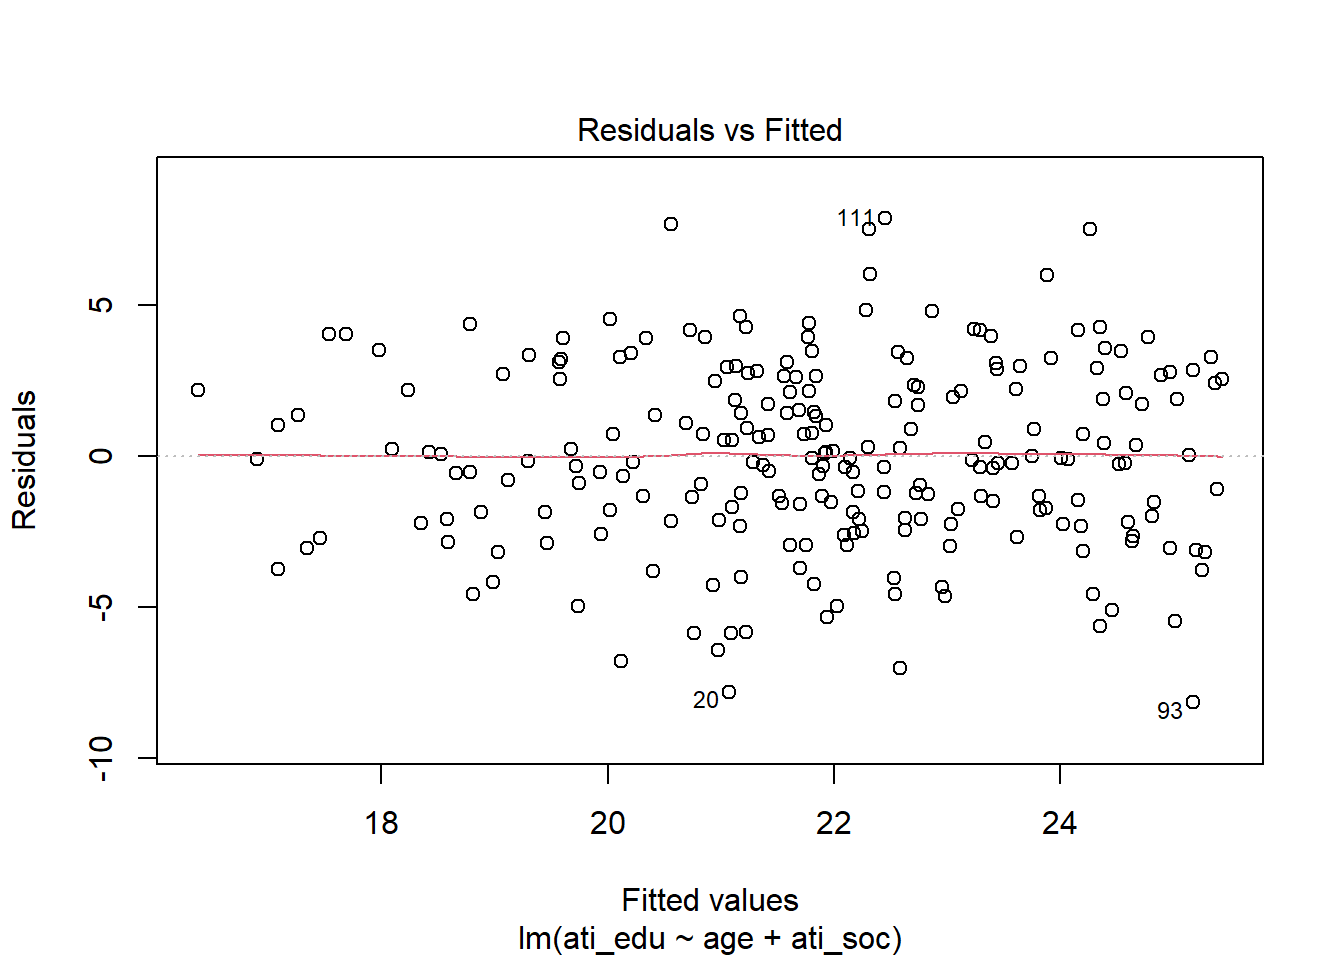 Residuals vs Fitted
Residuals
5
0
-5
-10
111
20
93
18 20 22 24
Fitted values
lm(ati_edu ~ age + ati_soc)